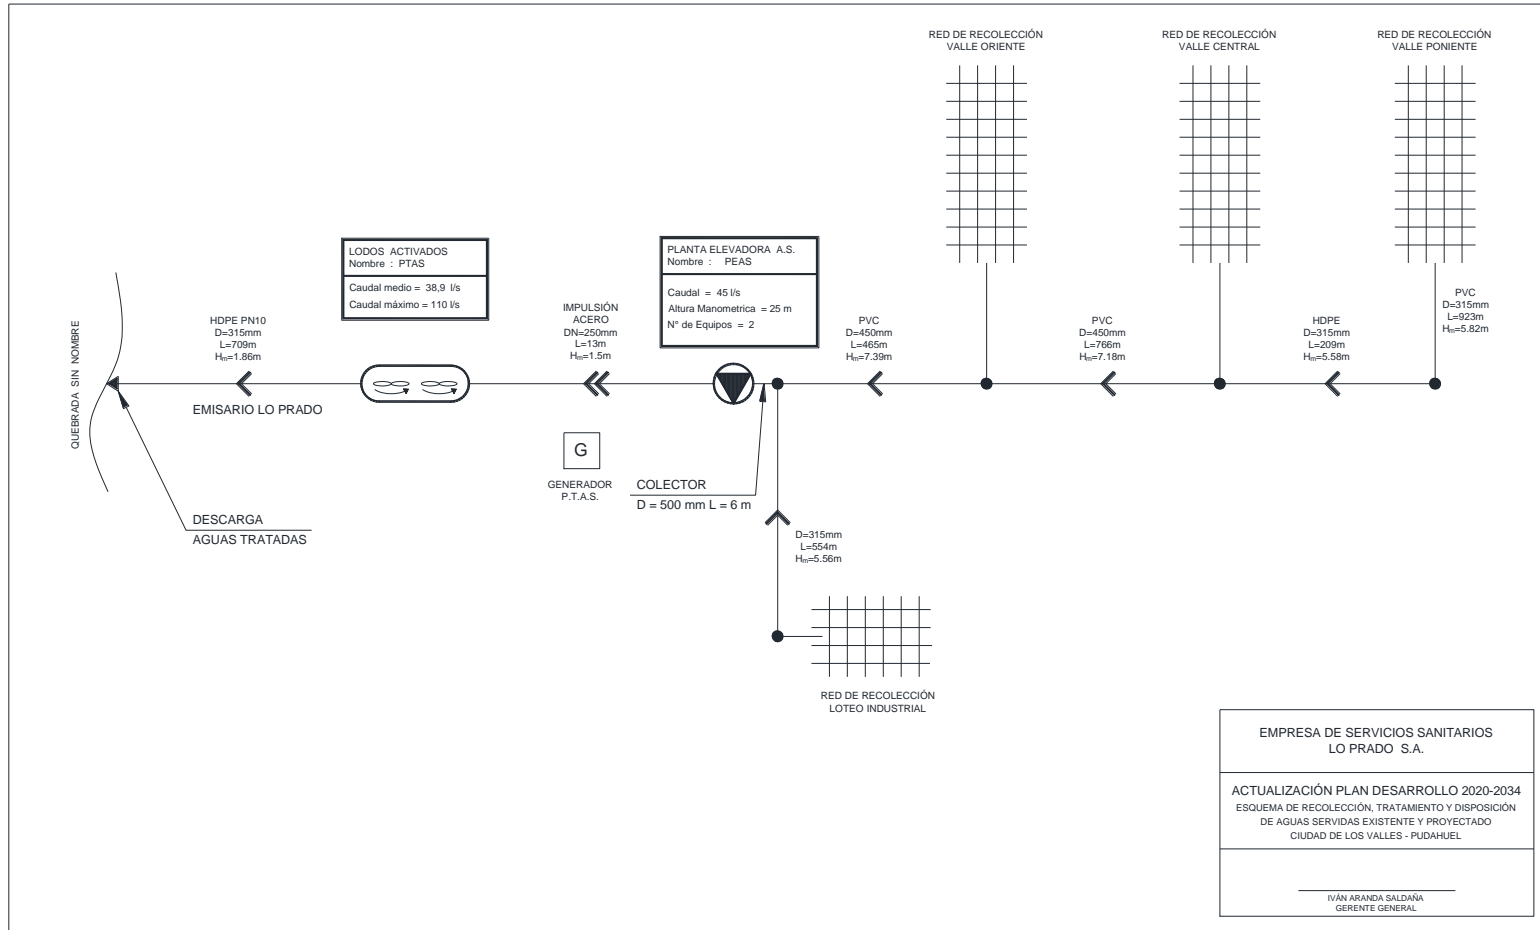 RED DE RECOLECCIÓN
VALLE ORIENTE
RED DE RECOLECCIÓN
VALLE CENTRAL
RED DE RECOLECCIÓN
VALLE PONIENTE
LODOS ACTIVADOS
Nombre : PTAS
Caudal medio = 38,9 l/s
Caudal máximo = 110 l/s
PLANTA ELEVADORA A.S.
Nombre : PEAS
Caudal = 45 l/s
Altura Manometrica = 25 m
N° de Equipos = 2
QUEBRADA SIN NOMBRE
HDPE PN10
D=315mm
L=709m
Hm=1.86m
IMPULSIÓN
ACERO
DN=250mm
L=13m
Hm=1.5m
PVC
D=450mm
L=465m
Hm=7.39m
PVC
D=450mm
L=766m
Hm=7.18m
HDPE
D=315mm
L=209m
Hm=5.58m
PVC
D=315mm
L=923m
Hm=5.82m
EMISARIO LO PRADO
DESCARGA
AGUAS TRATADAS
G
GENERADOR
P.T.A.S.
COLECTOR
D = 500 mm L = 6 m
D=315mm
L=554m
Hm=5.56m
RED DE RECOLECCIÓN
LOTEO INDUSTRIAL
EMPRESA DE SERVICIOS SANITARIOS
LO PRADO S.A.
ACTUALIZACIÓN PLAN DESARROLLO 2020-2034
ESQUEMA DE RECOLECCIÓN, TRATAMIENTO Y DISPOSICIÓN
DE AGUAS SERVIDAS EXISTENTE Y PROYECTADO
CIUDAD DE LOS VALLES - PUDAHUEL
IVÁN ARANDA SALDAÑA
GERENTE GENERAL